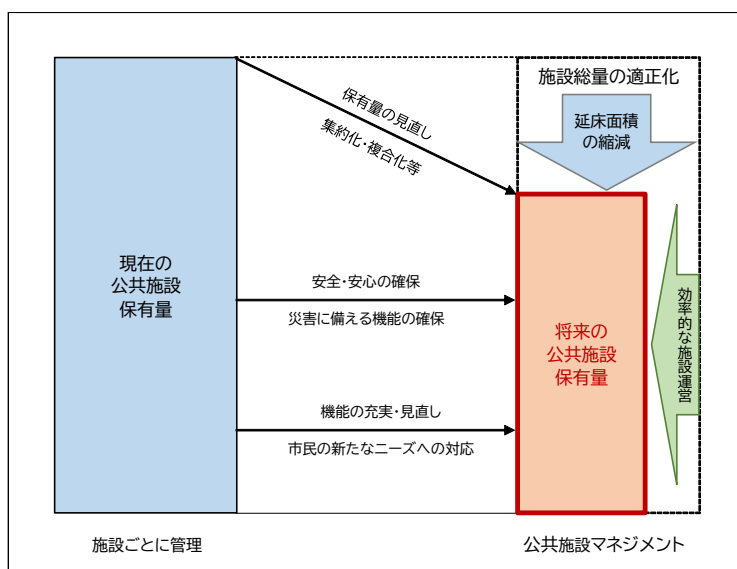 施設総量の適正化
延床面積
の縮減
保有量の見直し
集約化・複合化等
現在の
公共施設
保有量
安全・安心の確保
災害に備える機能の確保
将来の
公共施設
保有量
効率的な施設運営
機能の充実・見直し
市民の新たなニーズへの対応
施設ごとに管理
公共施設マネジメント